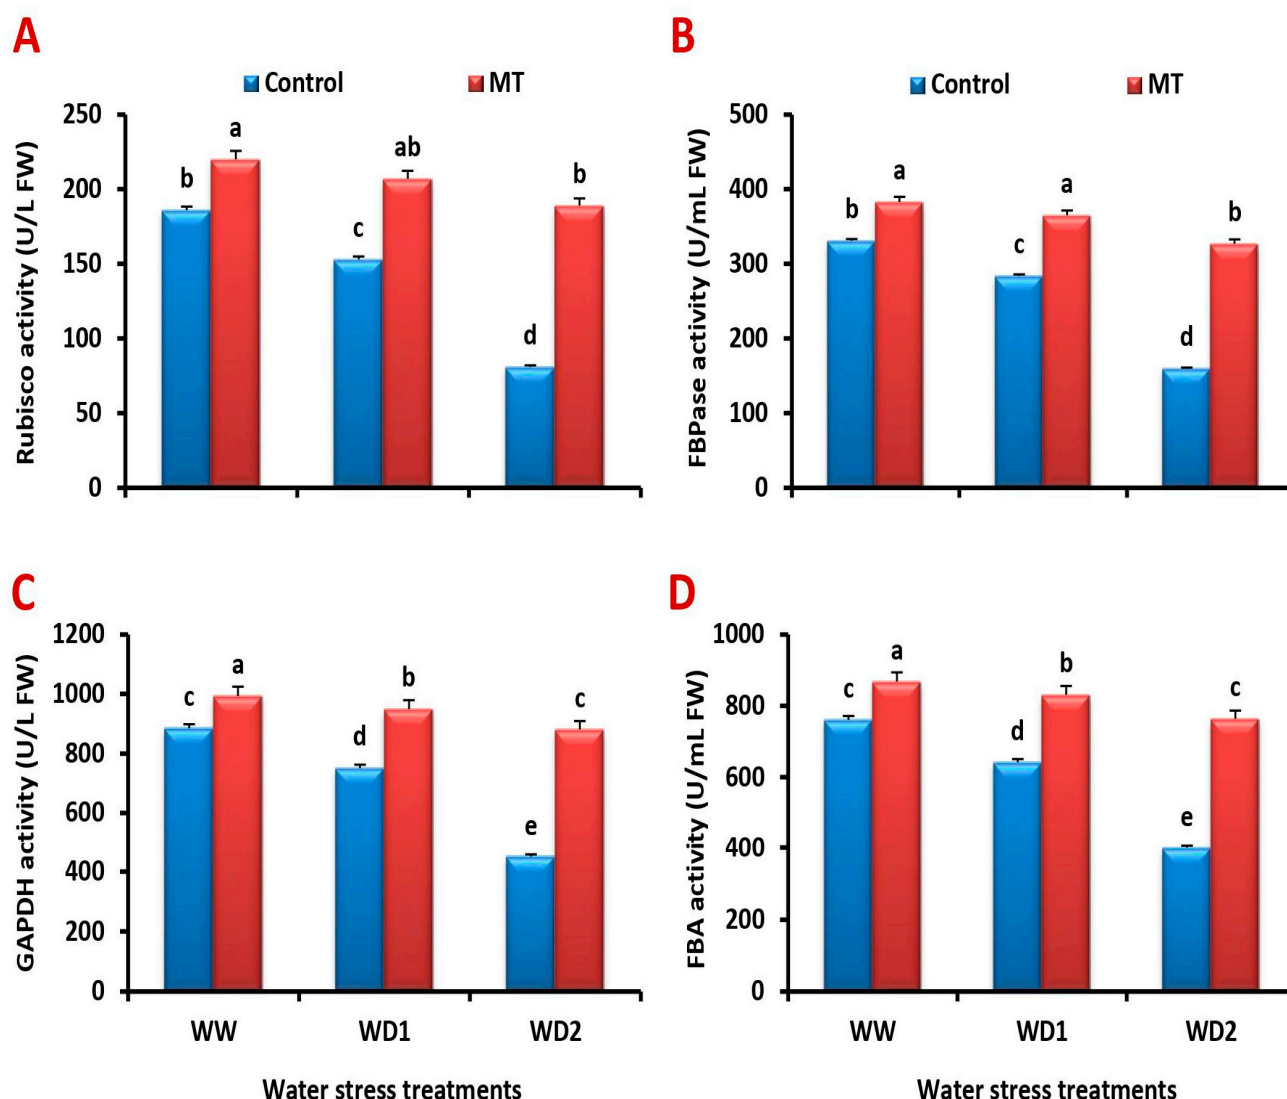 A
Control MT
Rubisco activity (U/L FW)
250
200
150
100
50
0
b a c ab d b
B
Control MT
FBPase activity (U/mL FW)
500
400
300
200
100
0
b a c a d b
C
GAPDH activity (U/L FW)
1200
1000
800
600
400
200
0
c a d b e c
WW WD1 WD2
Water stress treatments
D
FBA activity (U/mL FW)
1000
800
600
400
200
0
c a d b e c
WW WD1 WD2
Water stress treatments